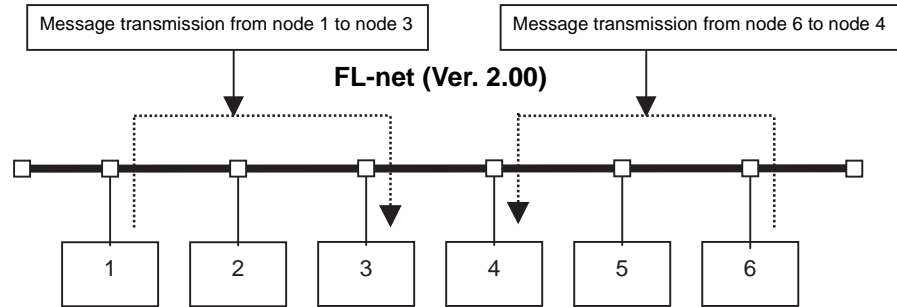 Message transmission from node 1 to node 3
Message transmission from node 6 to node 4
FL-net (Ver. 2.00)
1
2
3
4
5
6